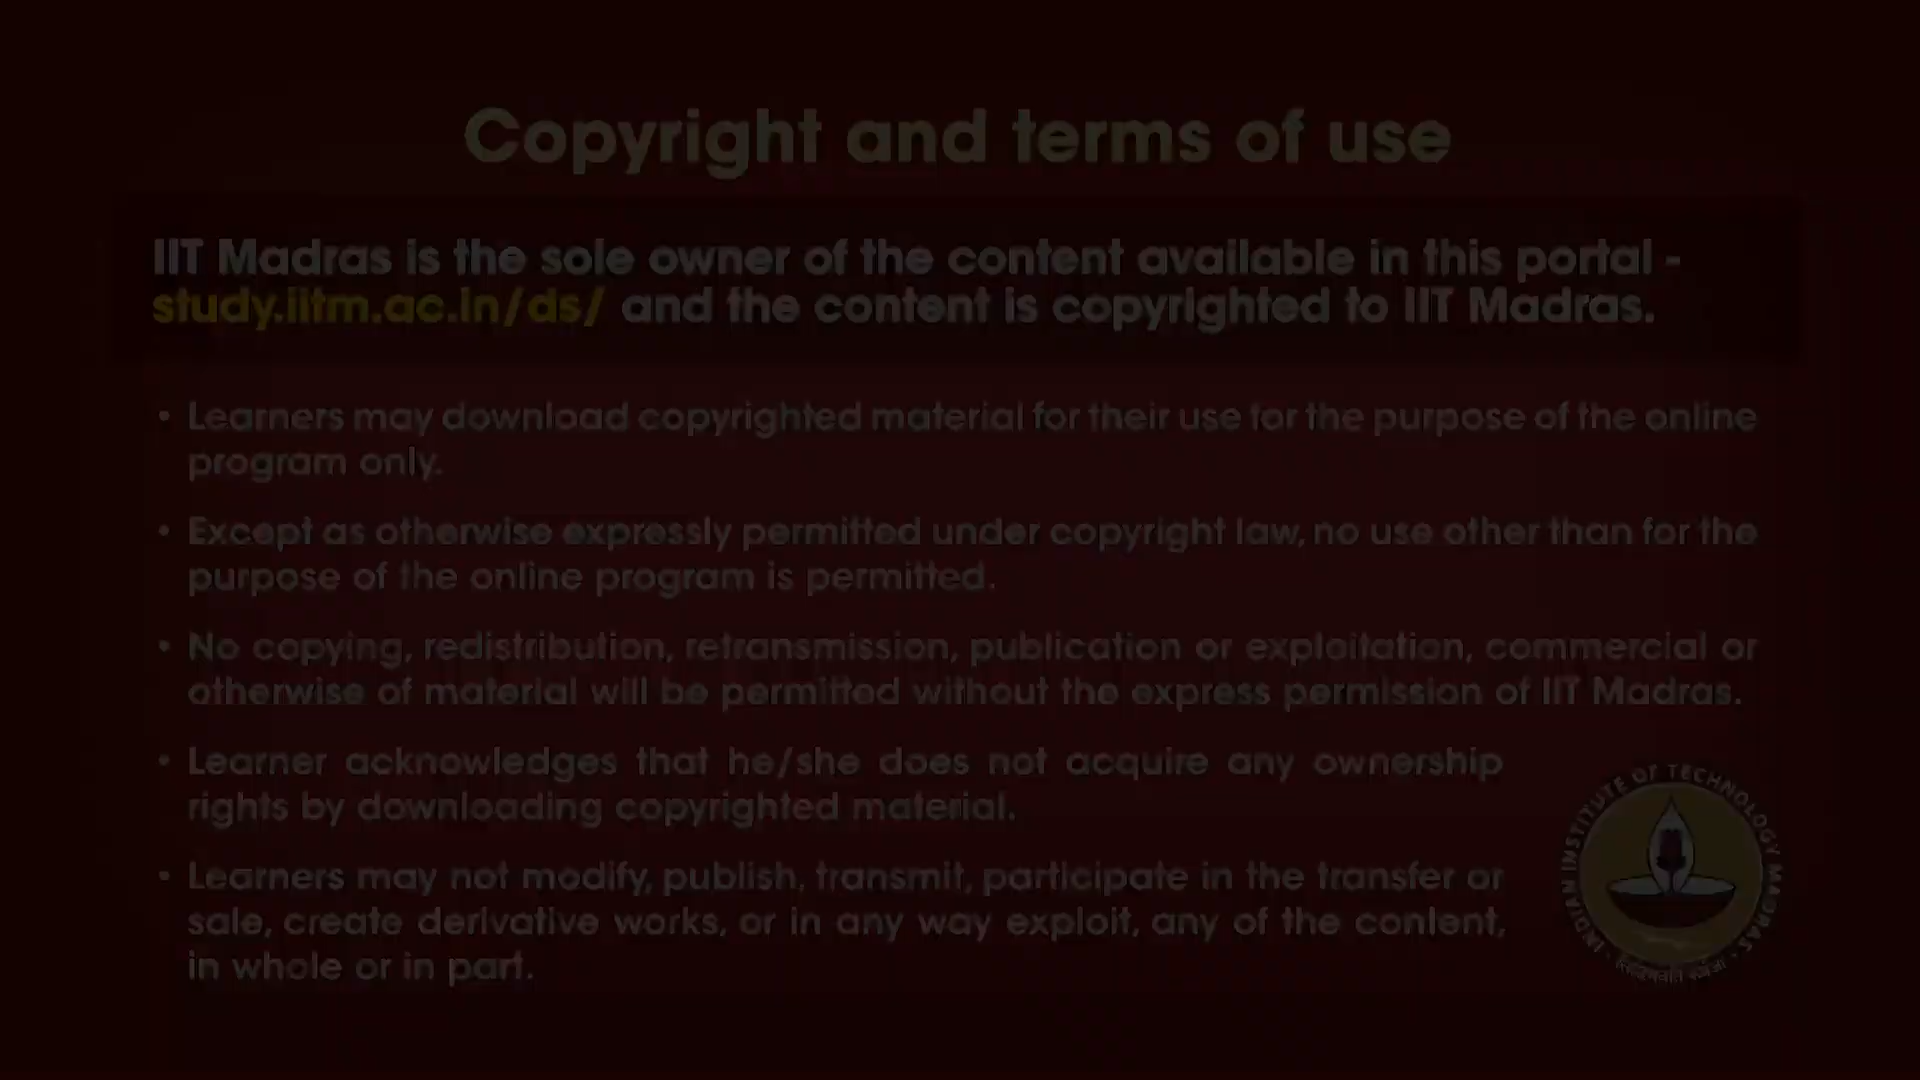 Copyright and terms of use
IIT Madras is the sole owner of the content available in this portal -
study.iitm.ac.in/ds/ and the content is copyrighted to IIT Madras.
• Learners may download copyrighted material for their use for the purpose of the online
program only.
• Except as otherwise expressly permitted under copyright law, no use other than for the
purpose of the online program is permitted.
• No copying, redistribution, retransmission, publication or exploitation, commercial or
otherwise of material will be permitted without the express permission of IIT Madras.
• Learner acknowledges that he/she does not acquire any ownership
rights by downloading copyrighted material.
• Learners may not modify, publish, transmit, participate in the transfer or
sale, create derivative works, or in any way exploit, any of the content,
in whole or in part.
INDIAN INSTITUTE OF TECHNOLOGY MADRAS